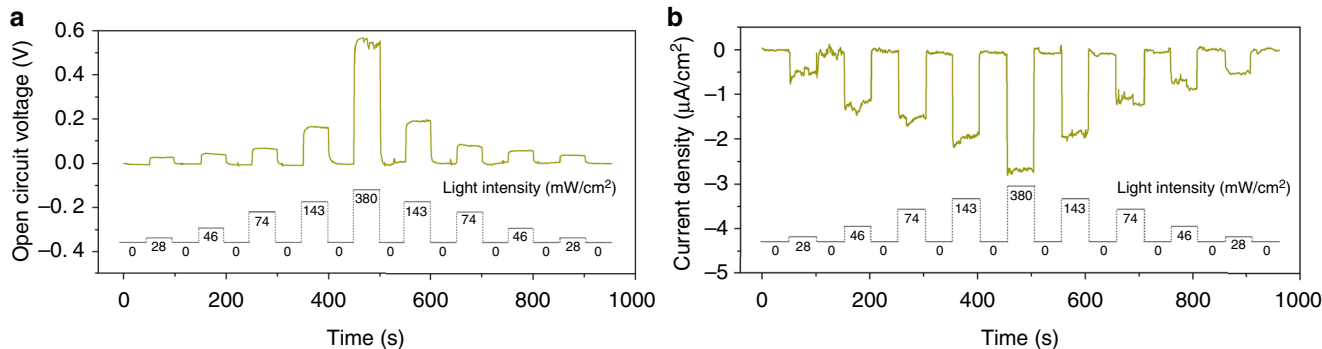 a
Open circuit voltage (V)
0.6
0.4
0.2
0.0
−0.2
−0.4
Light intensity (mW/cm2)
0 28 0 46 0 74 0 143 0 380 0 143 0 74 0 46 0 28 0
0 200 400 600 800 1000
Time (s)
b
Current density (μA/cm2)
0
−1
−2
−3
−4
−5
Light intensity (mW/cm2)
0 28 0 46 0 74 0 143 0 380 0 143 0 74 0 46 0 28 0
0 200 400 600 800 1000
Time (s)